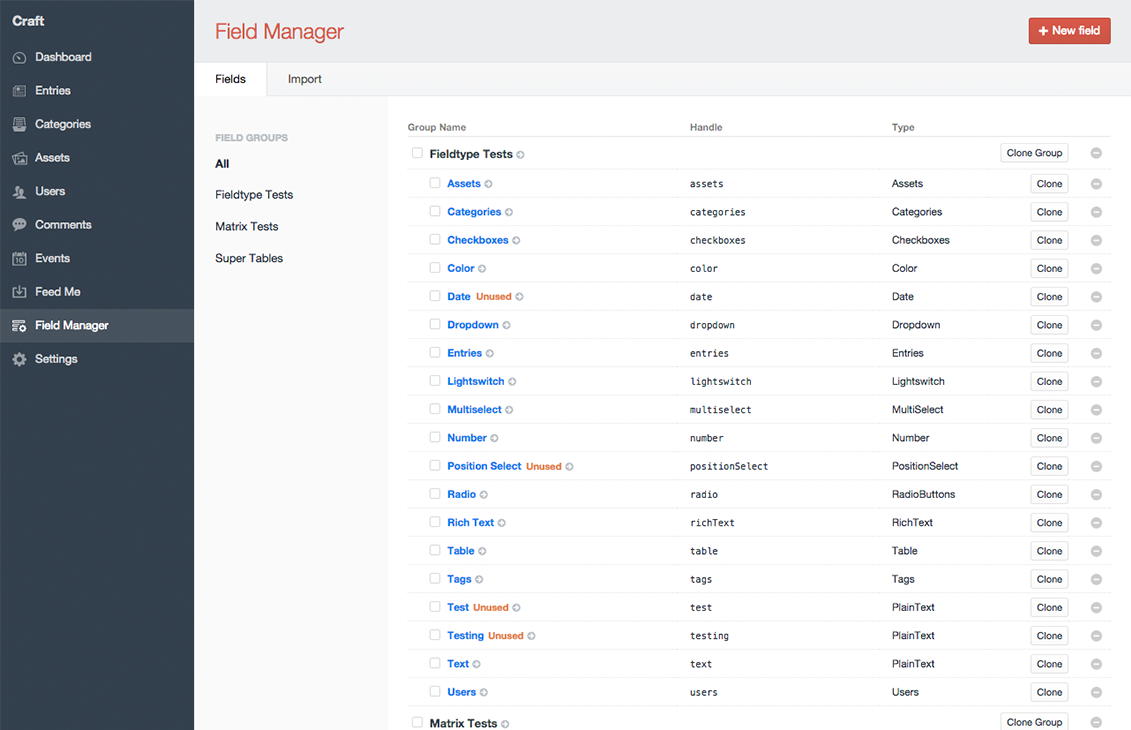 Craft
Dashboard
Entries
Categories
Assets
Users
Comments
10 Events
Feed Me
Field Manager
Settings
Field Manager
+ New field
Fields Import
FIELD GROUPS
All
Fieldtype Tests
Matrix Tests
Super Tables
Group Name Handle Type
Fieldtype Tests Clone Group
Assets assets Assets Clone
Categories categories Categories Clone
Checkboxes checkboxes Checkboxes Clone
Color color Color Clone
Date Unused date Date Clone
Dropdown dropdown Dropdown Clone
Entries entries Entries Clone
Lightswitch lightswitch Lightswitch Clone
Multiselect multiselect MultiSelect Clone
Number number Number Clone
Position Select Unused positionSelect PositionSelect Clone
Radio radio RadioButtons Clone
Rich Text richText RichText Clone
Table table Table Clone
Tags tags Tags Clone
Test Unused test PlainText Clone
Testing Unused testing PlainText Clone
Text text PlainText Clone
Users users Users Clone
Matrix Tests Clone Group